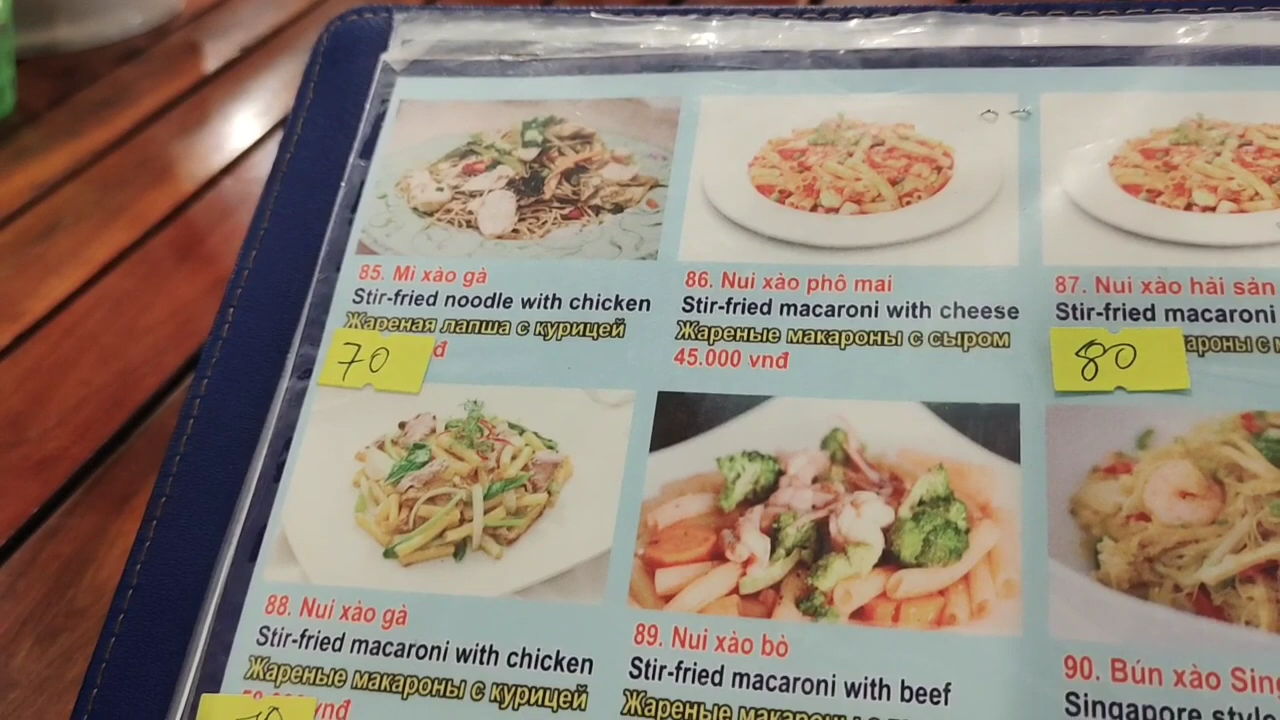 85. Mì xào gà
Stir-fried noodle with chicken
Жареная лапша с курицей
70
đ
86. Nui xào phô mai
Stir-fried macaroni with cheese
Жареные макароны с сыром
45.000 vnđ
87. Nui xào hải sản
Stir-fried macaroni
80
88. Nui xào gà
Stir-fried macaroni with chicken
Жареные макароны с курицей
vnđ
89. Nui xào bò
Stir-fried macaroni with beef
Жареные макароны
90. Bún xào
Singapore style